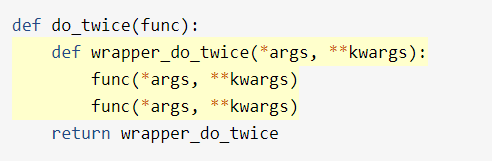 def do_twice(func):
    def wrapper_do_twice(*args, **kwargs):
        func(*args, **kwargs)
        func(*args, **kwargs)
    return wrapper_do_twice